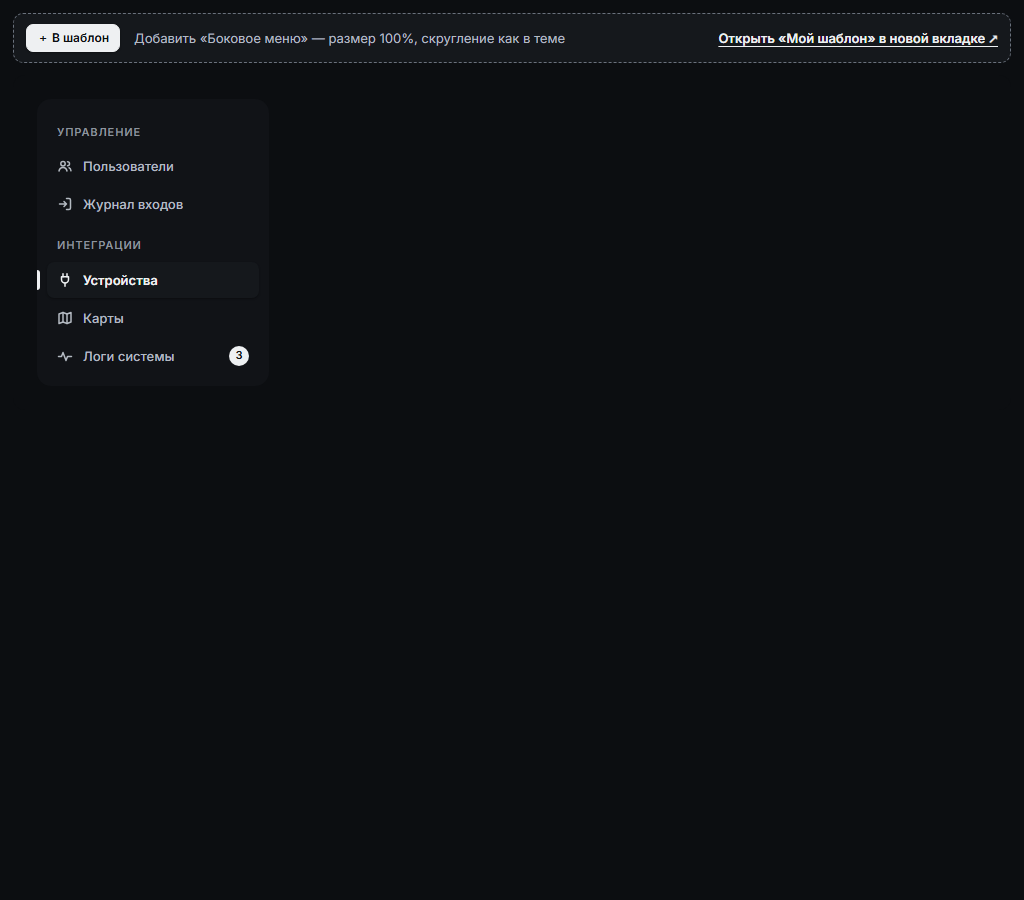 + В шаблон Добавить «Боковое меню» — размер 100%, скругление как в теме Открыть «Мой шаблон» в новой вкладке ↗
УПРАВЛЕНИЕ
Пользователи
Журнал входов
ИНТЕГРАЦИИ
Устройства
Карты
Логи системы 3